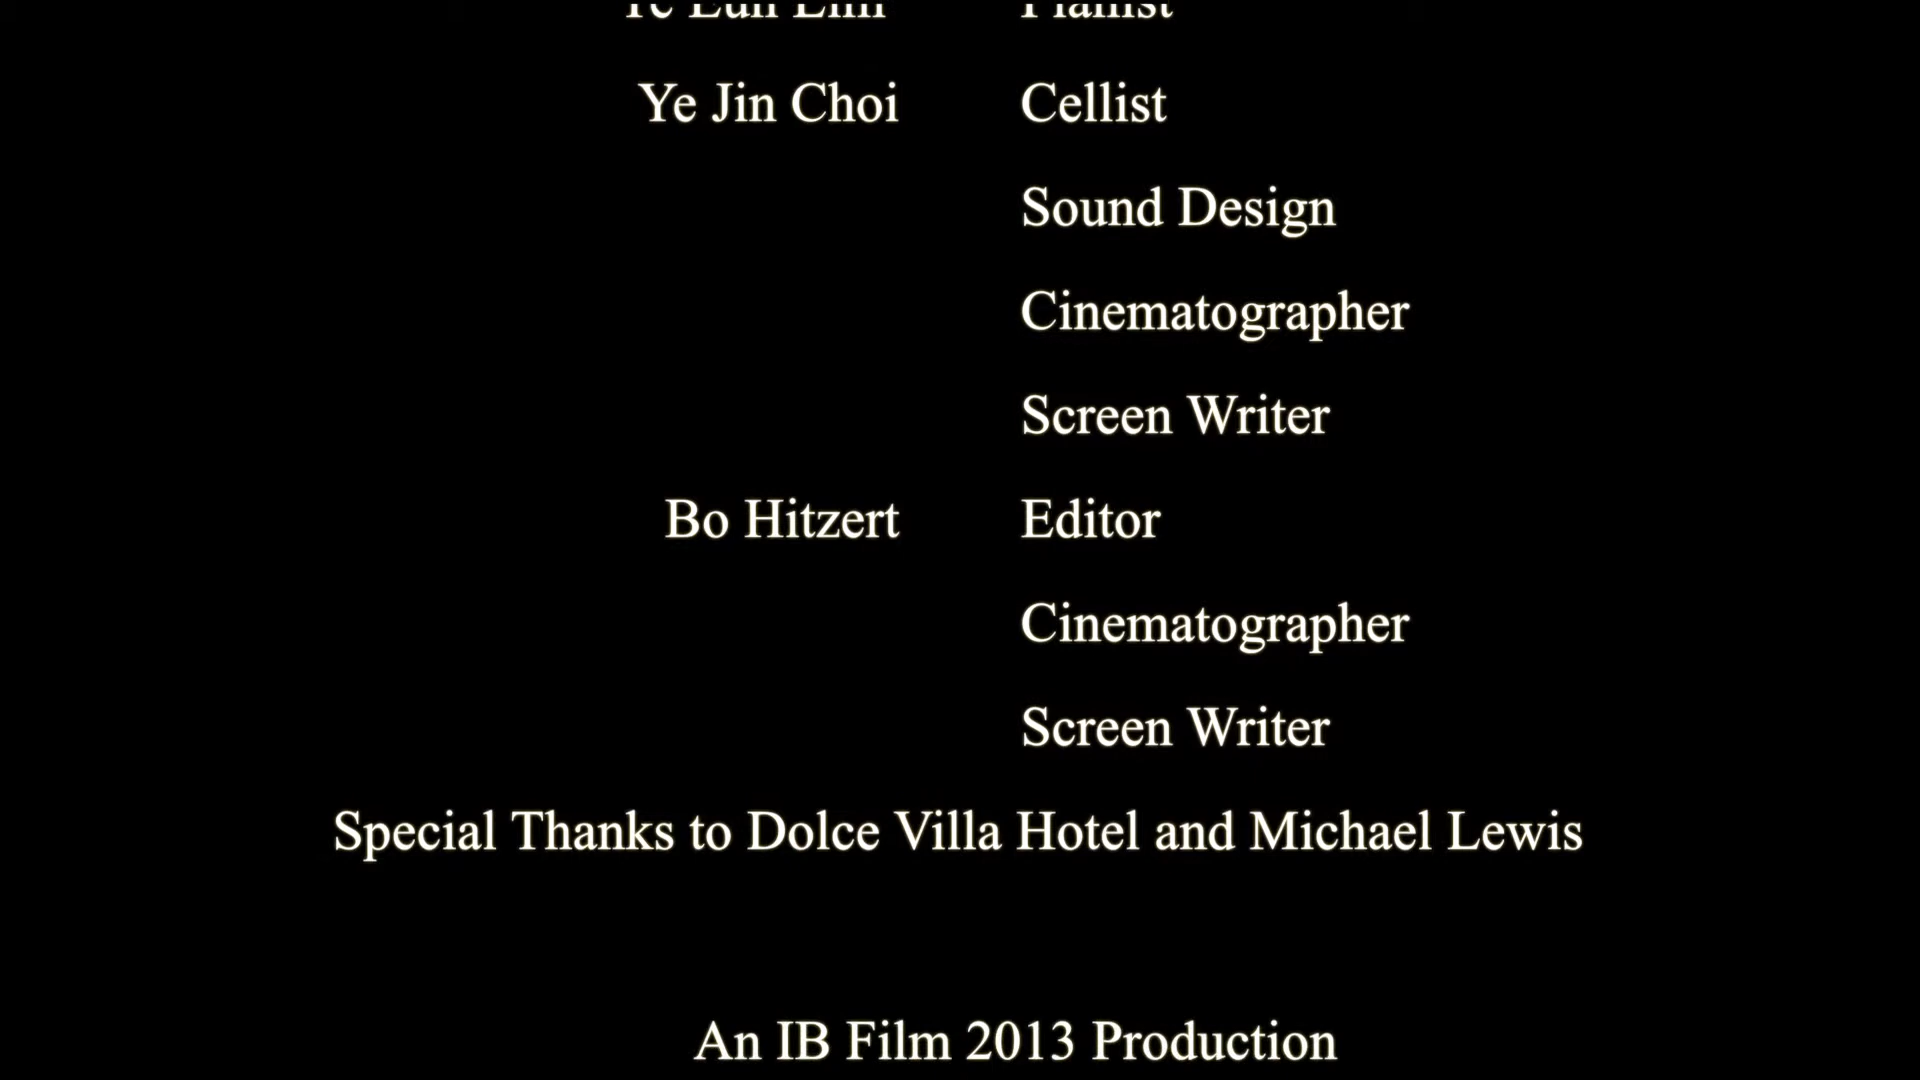 Pianist
Ye Jin Choi Cellist
Sound Design
Cinematographer
Screen Writer
Bo Hitzert Editor
Cinematographer
Screen Writer
Special Thanks to Dolce Villa Hotel and Michael Lewis
An IB Film 2013 Production